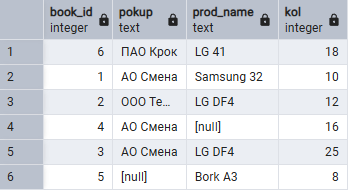 book_id integer pokup text prod_name text kol integer
1 6 ПАО Крок LG 41 18
2 1 АО Смена Samsung 32 10
3 2 ООО Те... LG DF4 12
4 4 АО Смена [null] 16
5 3 АО Смена LG DF4 25
6 5 [null] Bork A3 8